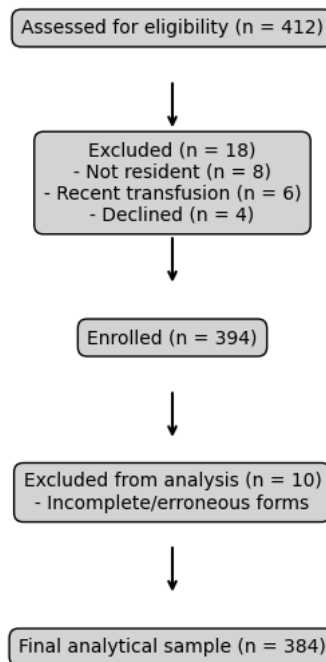 Assessed for eligibility (n = 412)
Excluded (n = 18)
- Not resident (n = 8)
- Recent transfusion (n = 6)
- Declined (n = 4)
Enrolled (n = 394)
Excluded from analysis (n = 10)
- Incomplete/erroneous forms
Final analytical sample (n = 384)